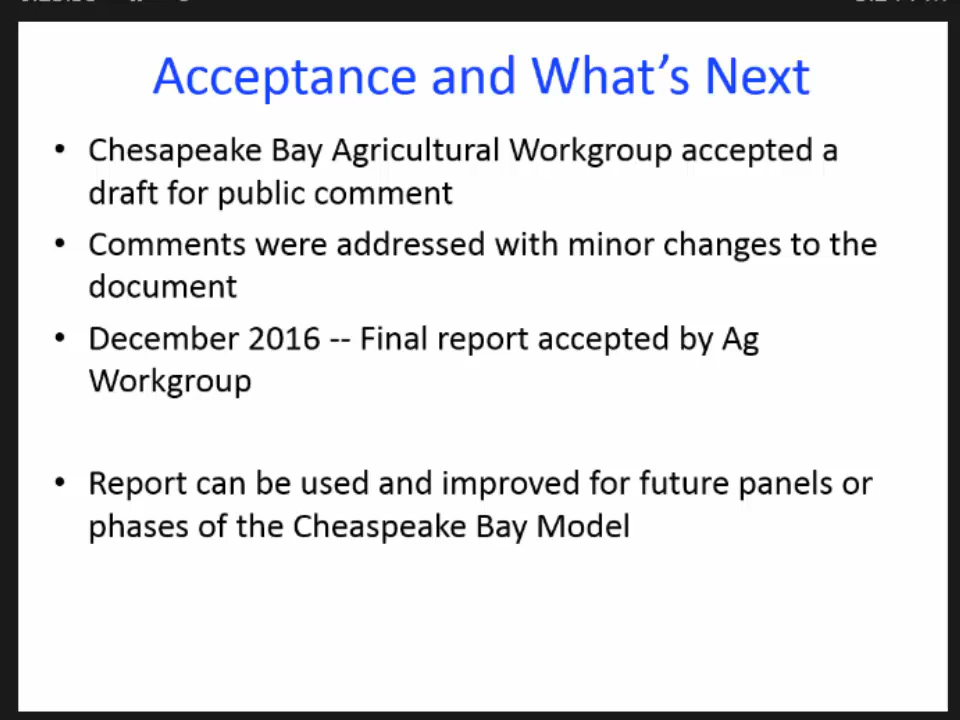 Acceptance and What's Next
• Chesapeake Bay Agricultural Workgroup accepted a
draft for public comment
• Comments were addressed with minor changes to the
document
• December 2016 -- Final report accepted by Ag
Workgroup
• Report can be used and improved for future panels or
phases of the Cheaspeake Bay Model